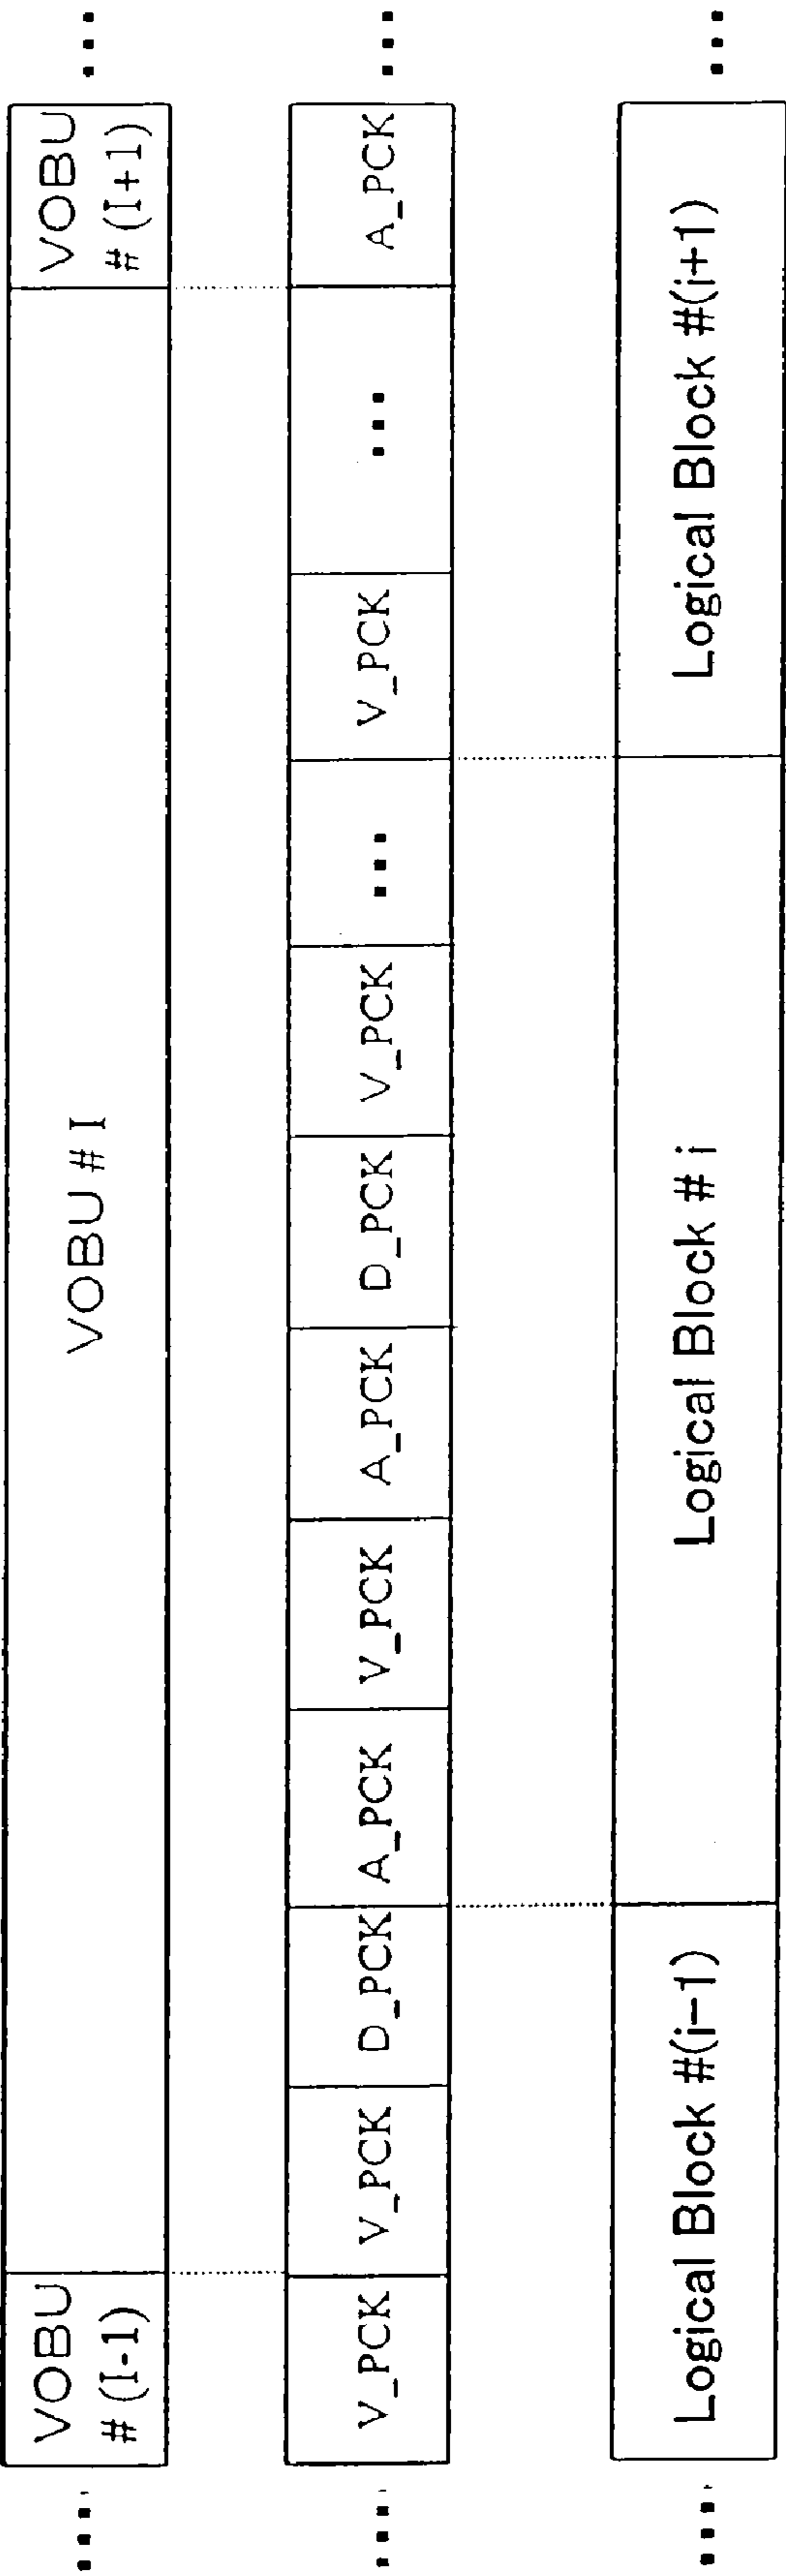 ...
VOBU
# (I-1)
VOBU # I
VOBU
# (I+1)
...
...
V_PCK
V_PCK
D_PCK
A_PCK
V_PCK
A_PCK
D_PCK
V_PCK
...
V_PCK
...
A_PCK
...
...
Logical Block #(i−1)
Logical Block # i
Logical Block #(i+1)
...